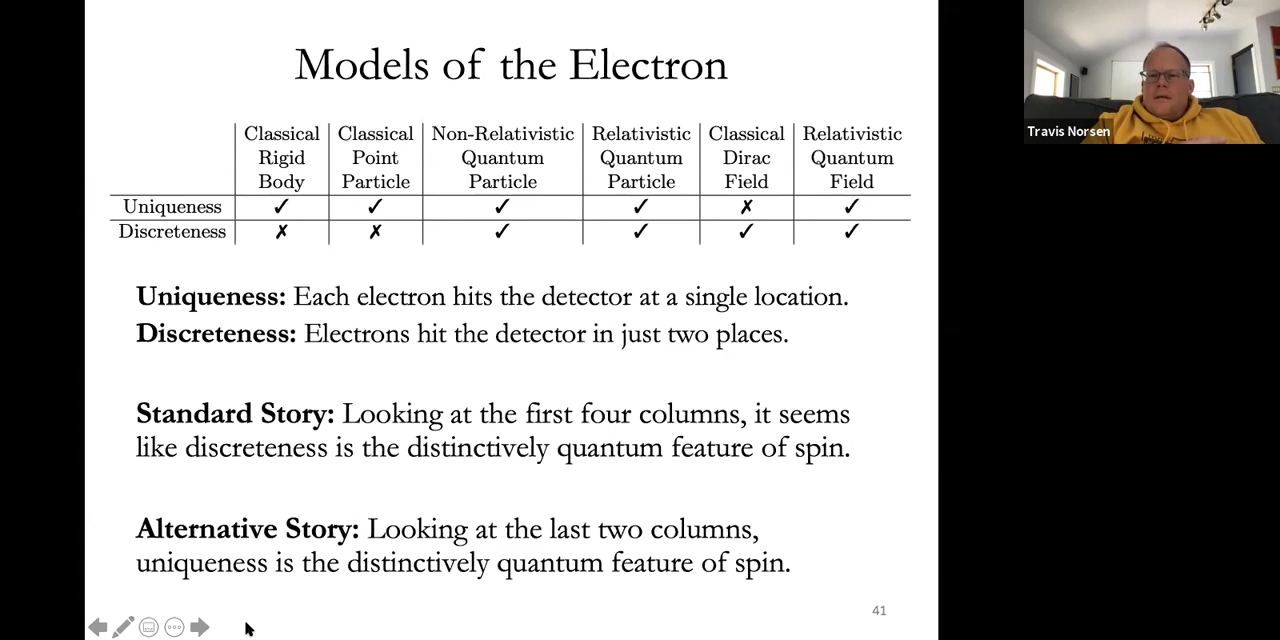 Models of the Electron
Classical Rigid Body Classical Point Particle Non-Relativistic Quantum Particle Relativistic Quantum Particle Classical Dirac Field Relativistic Quantum Field
Uniqueness ✓ ✓ ✓ ✓ ✗ ✓
Discreteness ✗ ✗ ✓ ✓ ✓ ✓
Uniqueness: Each electron hits the detector at a single location.
Discreteness: Electrons hit the detector in just two places.
Standard Story: Looking at the first four columns, it seems
like discreteness is the distinctively quantum feature of spin.
Alternative Story: Looking at the last two columns,
uniqueness is the distinctively quantum feature of spin.
41
Travis Norsen